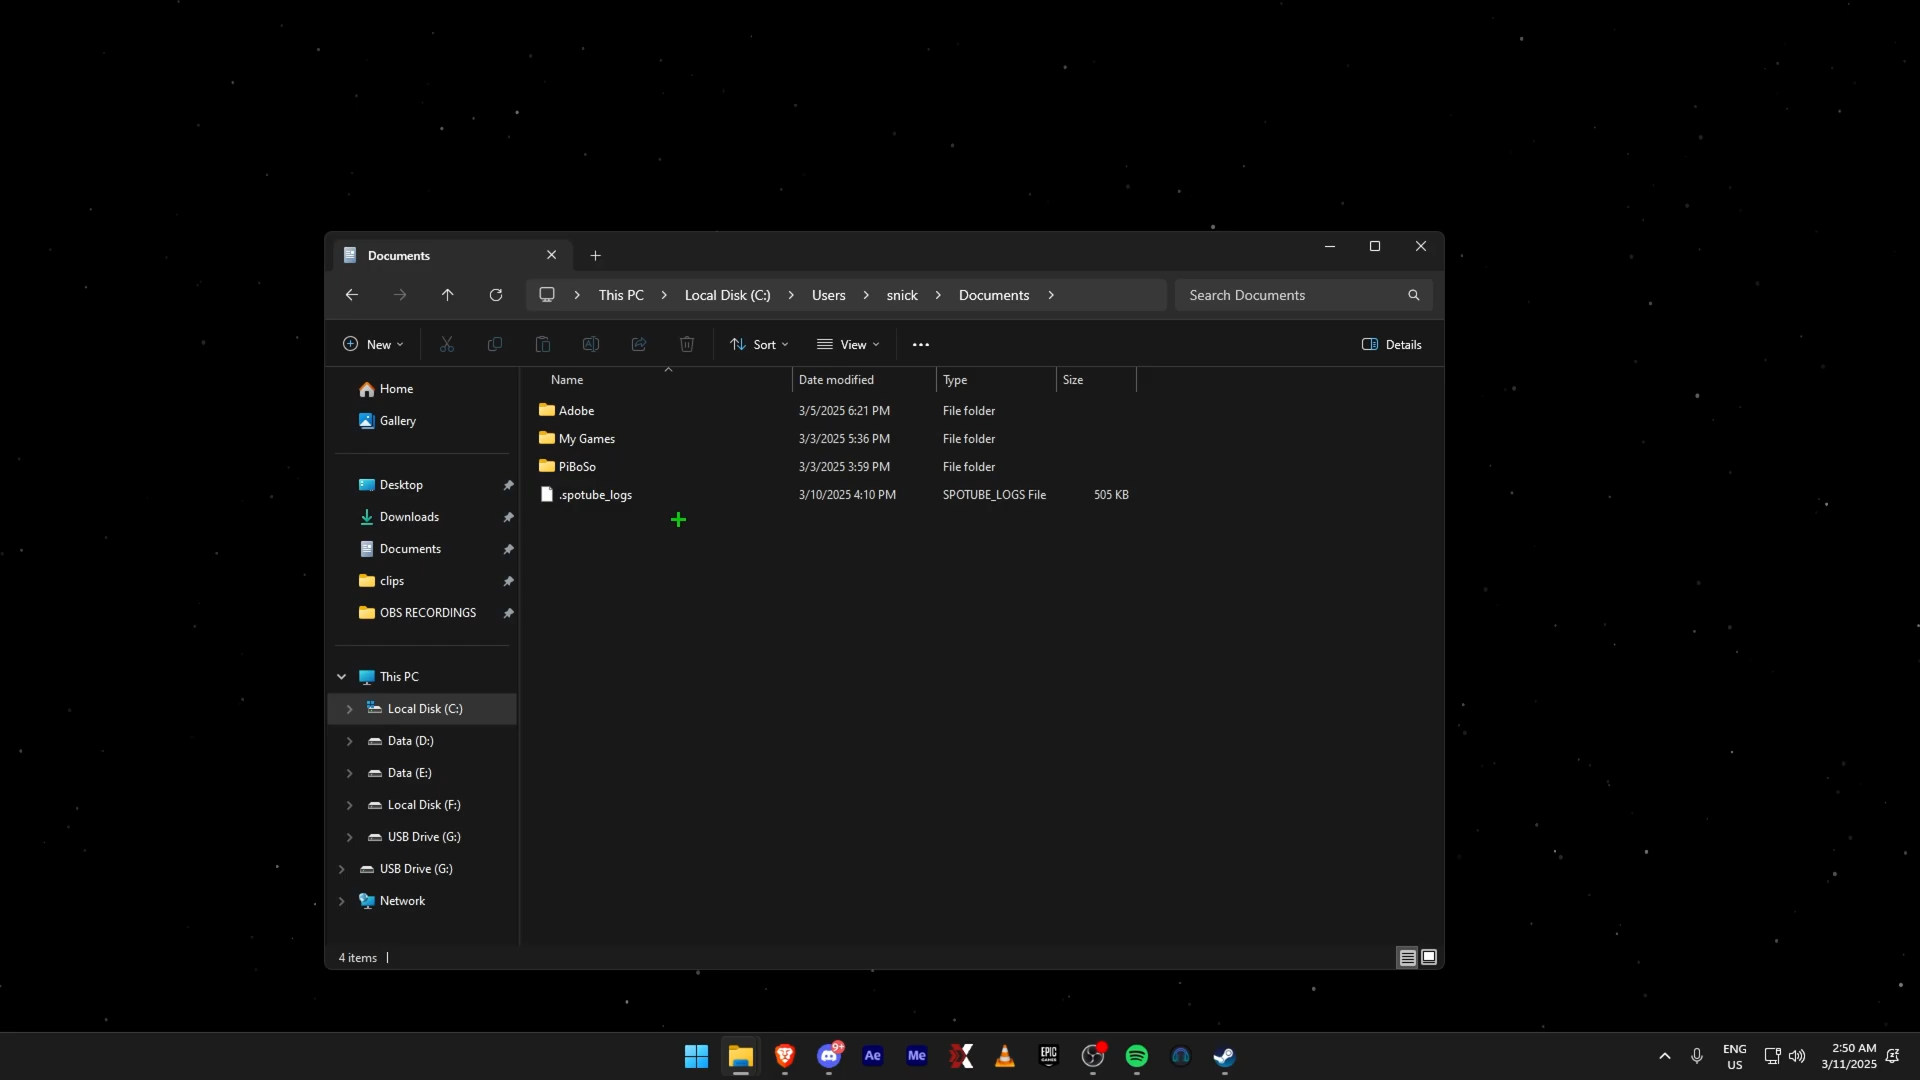 Documents
This PC > Local Disk (C:) > Users > snick > Documents >
Search Documents
New
Sort
View
Details
Name Date modified Type Size
Adobe 3/5/2025 6:21 PM File folder
My Games 3/3/2025 5:36 PM File folder
PiBoSo 3/3/2025 3:59 PM File folder
.spotube_logs 3/10/2025 4:10 PM SPOTUBE_LOGS File 505 KB
Home
Gallery
Desktop
Downloads
Documents
clips
OBS RECORDINGS
This PC
Local Disk (C:)
Data (D:)
Data (E:)
Local Disk (F:)
USB Drive (G:)
USB Drive (G:)
Network
4 items
9+
Ae
Me
EPIC
GAMES
ENG
US
2:50 AM
3/11/2025